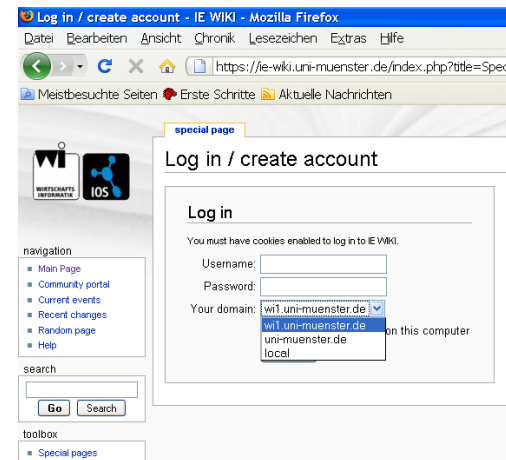 Log in / create account - IE WIKI - Mozilla Firefox
Datei Bearbeiten Ansicht Chronik Lesezeichen Extras Hilfe
https://ie-wiki.uni-muenster.de/index.php?title=Spec
Meistbesuchte Seiten Erste Schritte Aktuelle Nachrichten
WI
WIRTSCHAFTS
INFORMATIK
IOS
special page
Log in / create account
Log in
You must have cookies enabled to log in to IE WIKI.
Username:
Password:
Your domain: wi1.uni-muenster.de
wi1.uni-muenster.de
uni-muenster.de
local
on this computer
navigation
Main Page
Community portal
Current events
Recent changes
Random page
Help
search
Go Search
toolbox
Special pages